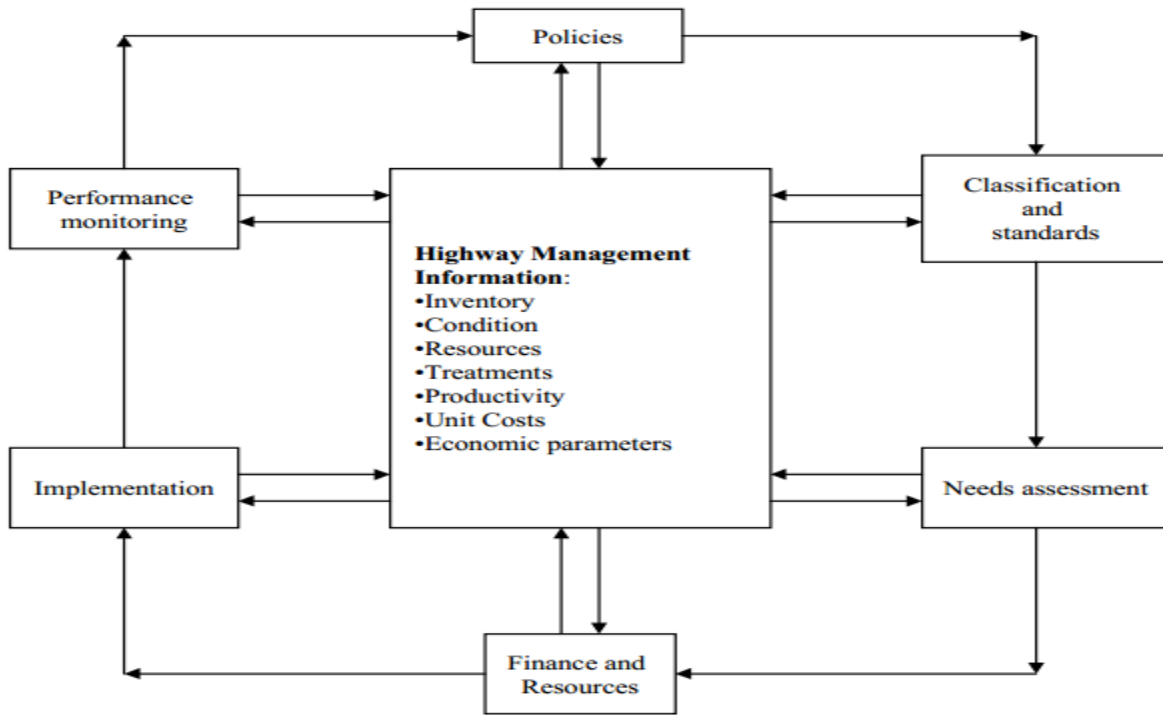 Policies
Performance
monitoring
Classification
and
standards
Highway Management
Information:
•Inventory
•Condition
•Resources
•Treatments
•Productivity
•Unit Costs
•Economic parameters
Implementation
Needs assessment
Finance and
Resources